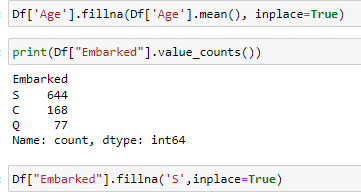 Df['Age'].fillna(Df['Age'].mean(), inplace=True)
print(Df["Embarked"].value_counts())
Embarked
S    644
C    168
Q     77
Name: count, dtype: int64
Df["Embarked"].fillna('S',inplace=True)